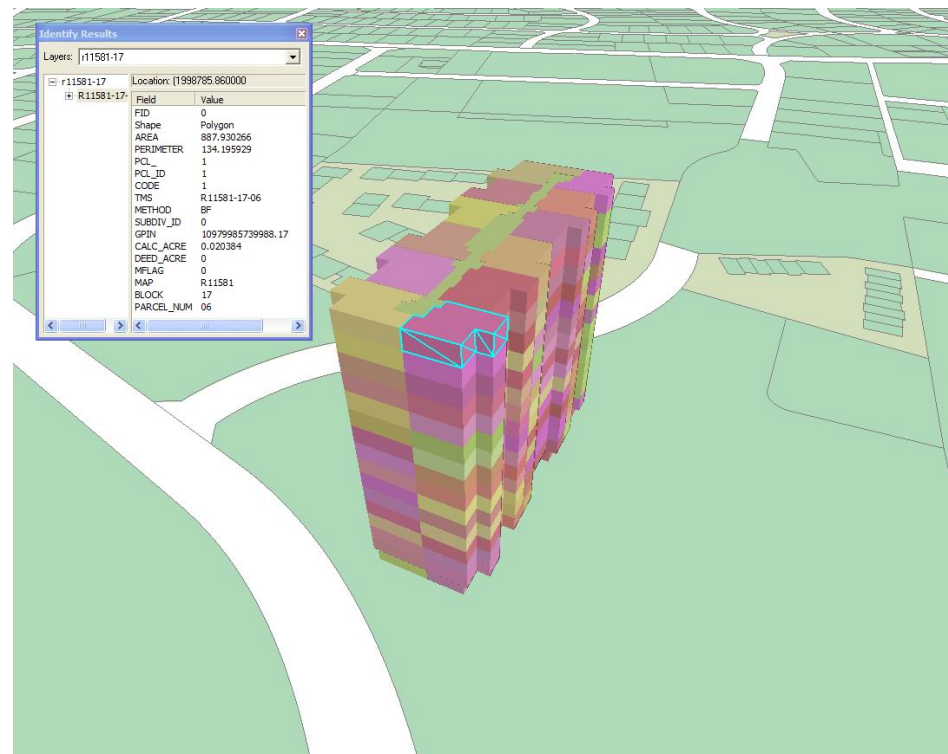 Identify Results
Layers: r11581-17
r11581-17
R11581-17-
Location: (1998785.860000
Field Value
FID 0
Shape Polygon
AREA 887.930266
PERIMETER 134.195929
PCL_ 1
PCL_ID 1
CODE 1
TMS R11581-17-06
METHOD BF
SUBDIV_ID 0
GPIN 10979985739988.17
CALC_ACRE 0.020384
DEED_ACRE 0
MFLAG 0
MAP R11581
BLOCK 17
PARCEL_NUM 06